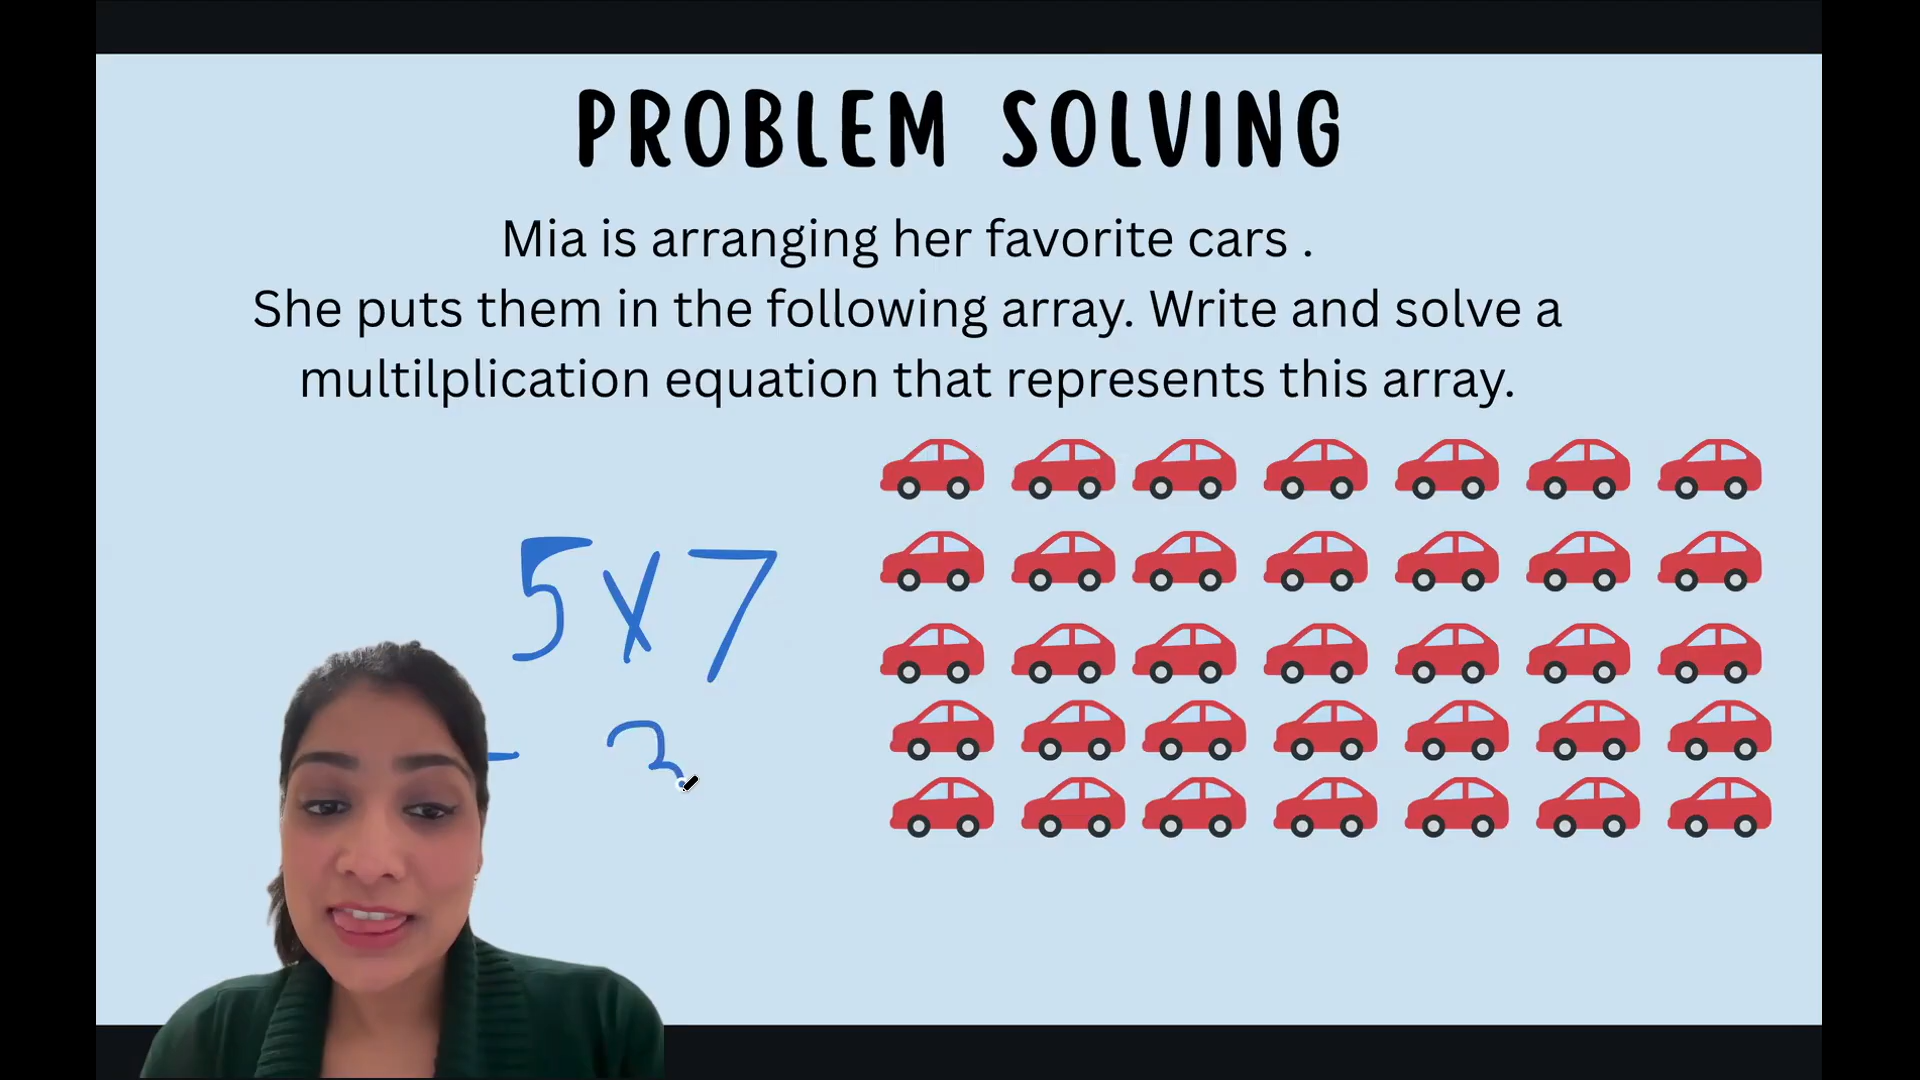 PROBLEM SOLVING
Mia is arranging her favorite cars .
She puts them in the following array. Write and solve a
multilplication equation that represents this array.
5x7